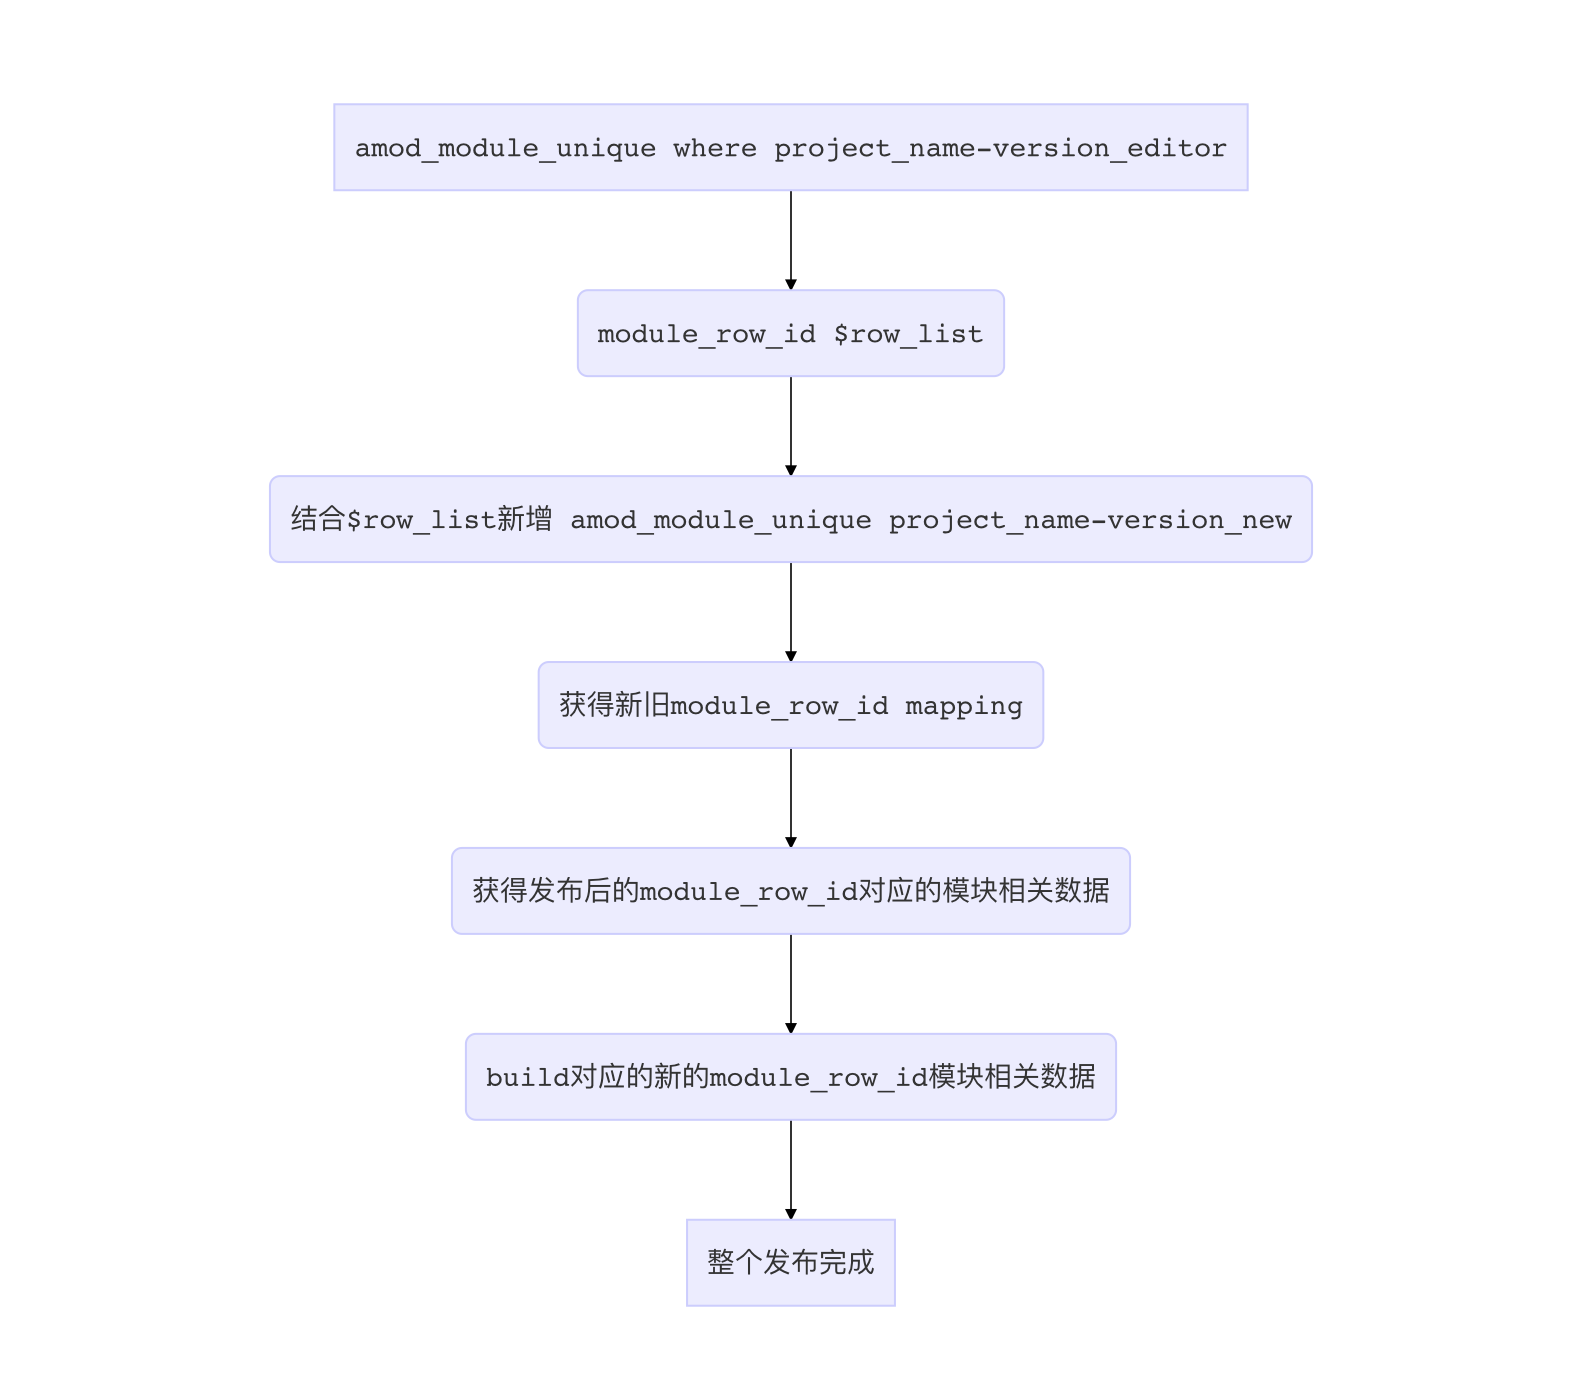 amod_module_unique where project_name-version_editor
module_row_id $row_list
结合$row_list新增 amod_module_unique project_name-version_new
获得新旧module_row_id mapping
获得发布后的module_row_id对应的模块相关数据
build对应的新的module_row_id模块相关数据
整个发布完成